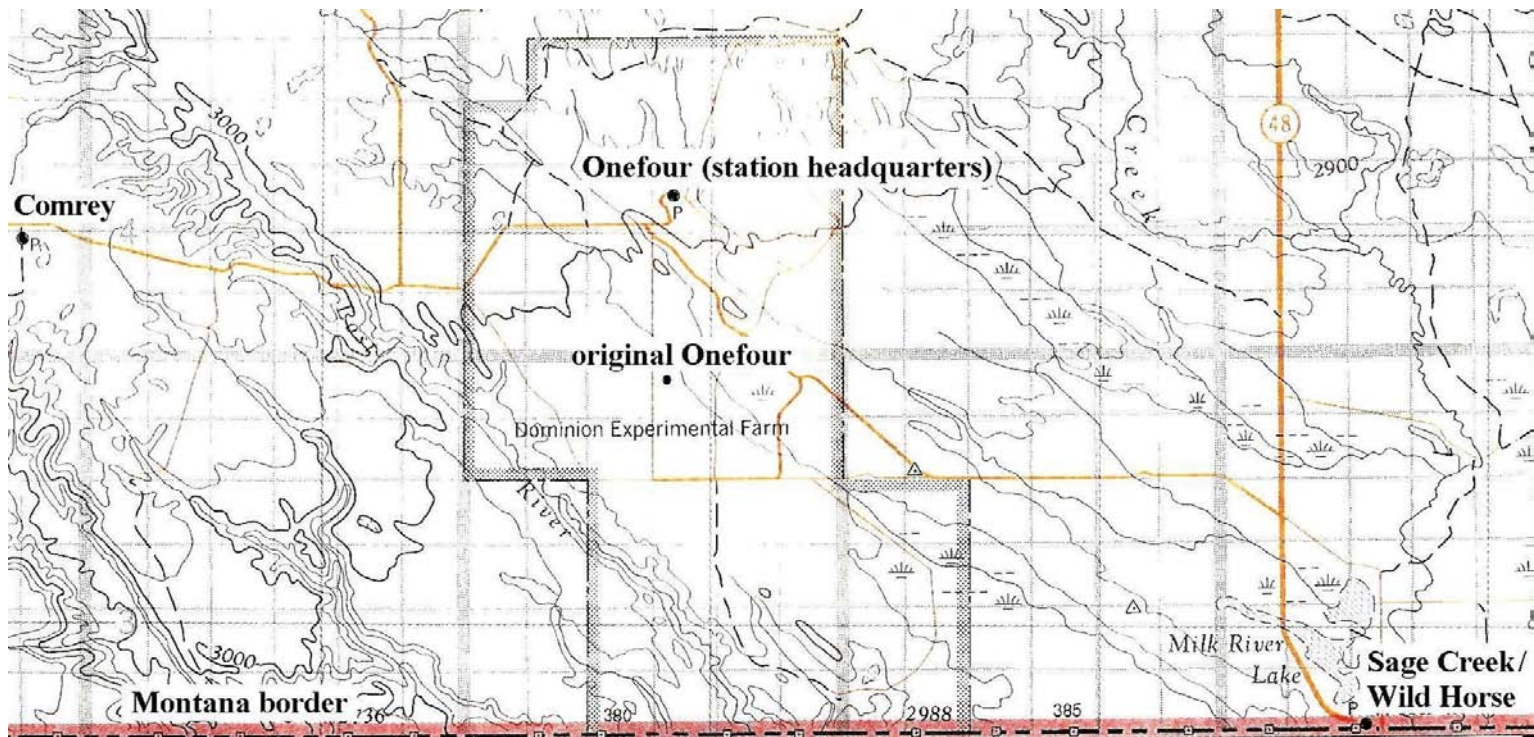 3000
48
Creek
2900
Onefour (station headquarters)
P
Comrey
P
Lost
original Onefour
Dominion Experimental Farm
River
Milk River
Lake
3000
Sage Creek/
Wild Horse
Montana border
380
2988
385
P